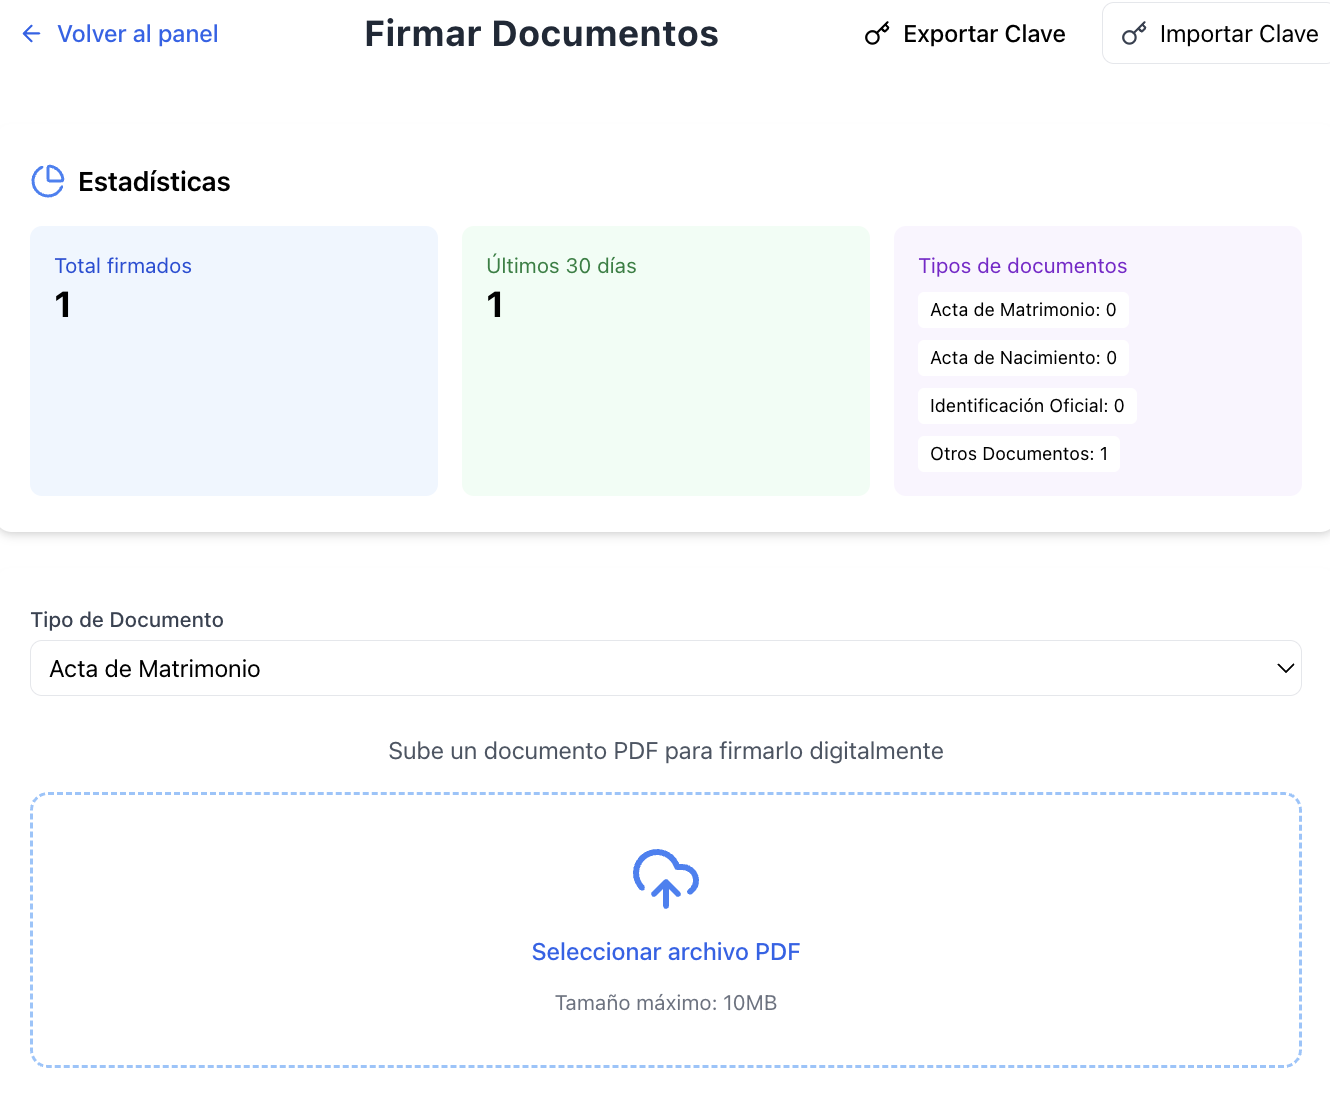 Volver al panel
Firmar Documentos
Exportar Clave
Importar Clave
Estadísticas
Total firmados
1
Últimos 30 días
1
Tipos de documentos
Acta de Matrimonio: 0
Acta de Nacimiento: 0
Identificación Oficial: 0
Otros Documentos: 1
Tipo de Documento
Acta de Matrimonio
Sube un documento PDF para firmarlo digitalmente
Seleccionar archivo PDF
Tamaño máximo: 10MB